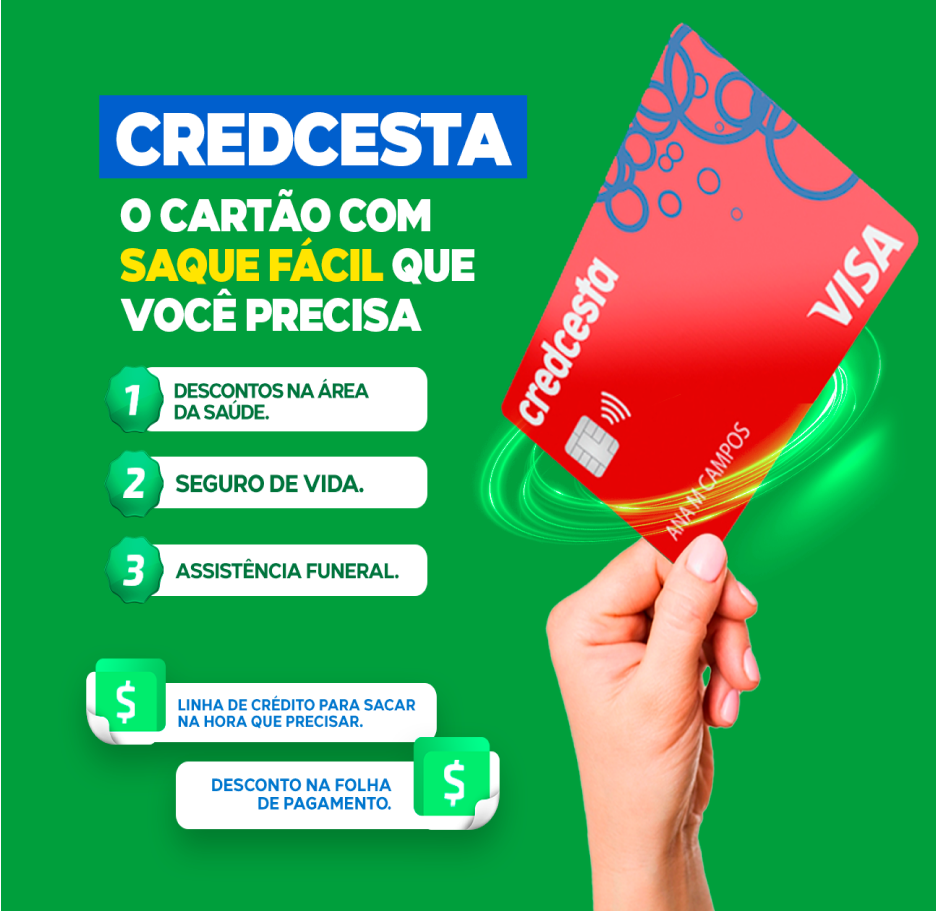 CREDCESTA
O CARTÃO COM
SAQUE FÁCIL QUE
VOCÊ PRECISA
1
DESCONTOS NA ÁREA
DA SAÚDE.
2
SEGURO DE VIDA.
3
ASSISTÊNCIA FUNERAL.
$
LINHA DE CRÉDITO PARA SACAR
NA HORA QUE PRECISAR.
DESCONTO NA FOLHA
DE PAGAMENTO.
$
credcesta
VISA
ANA M CAMPOS